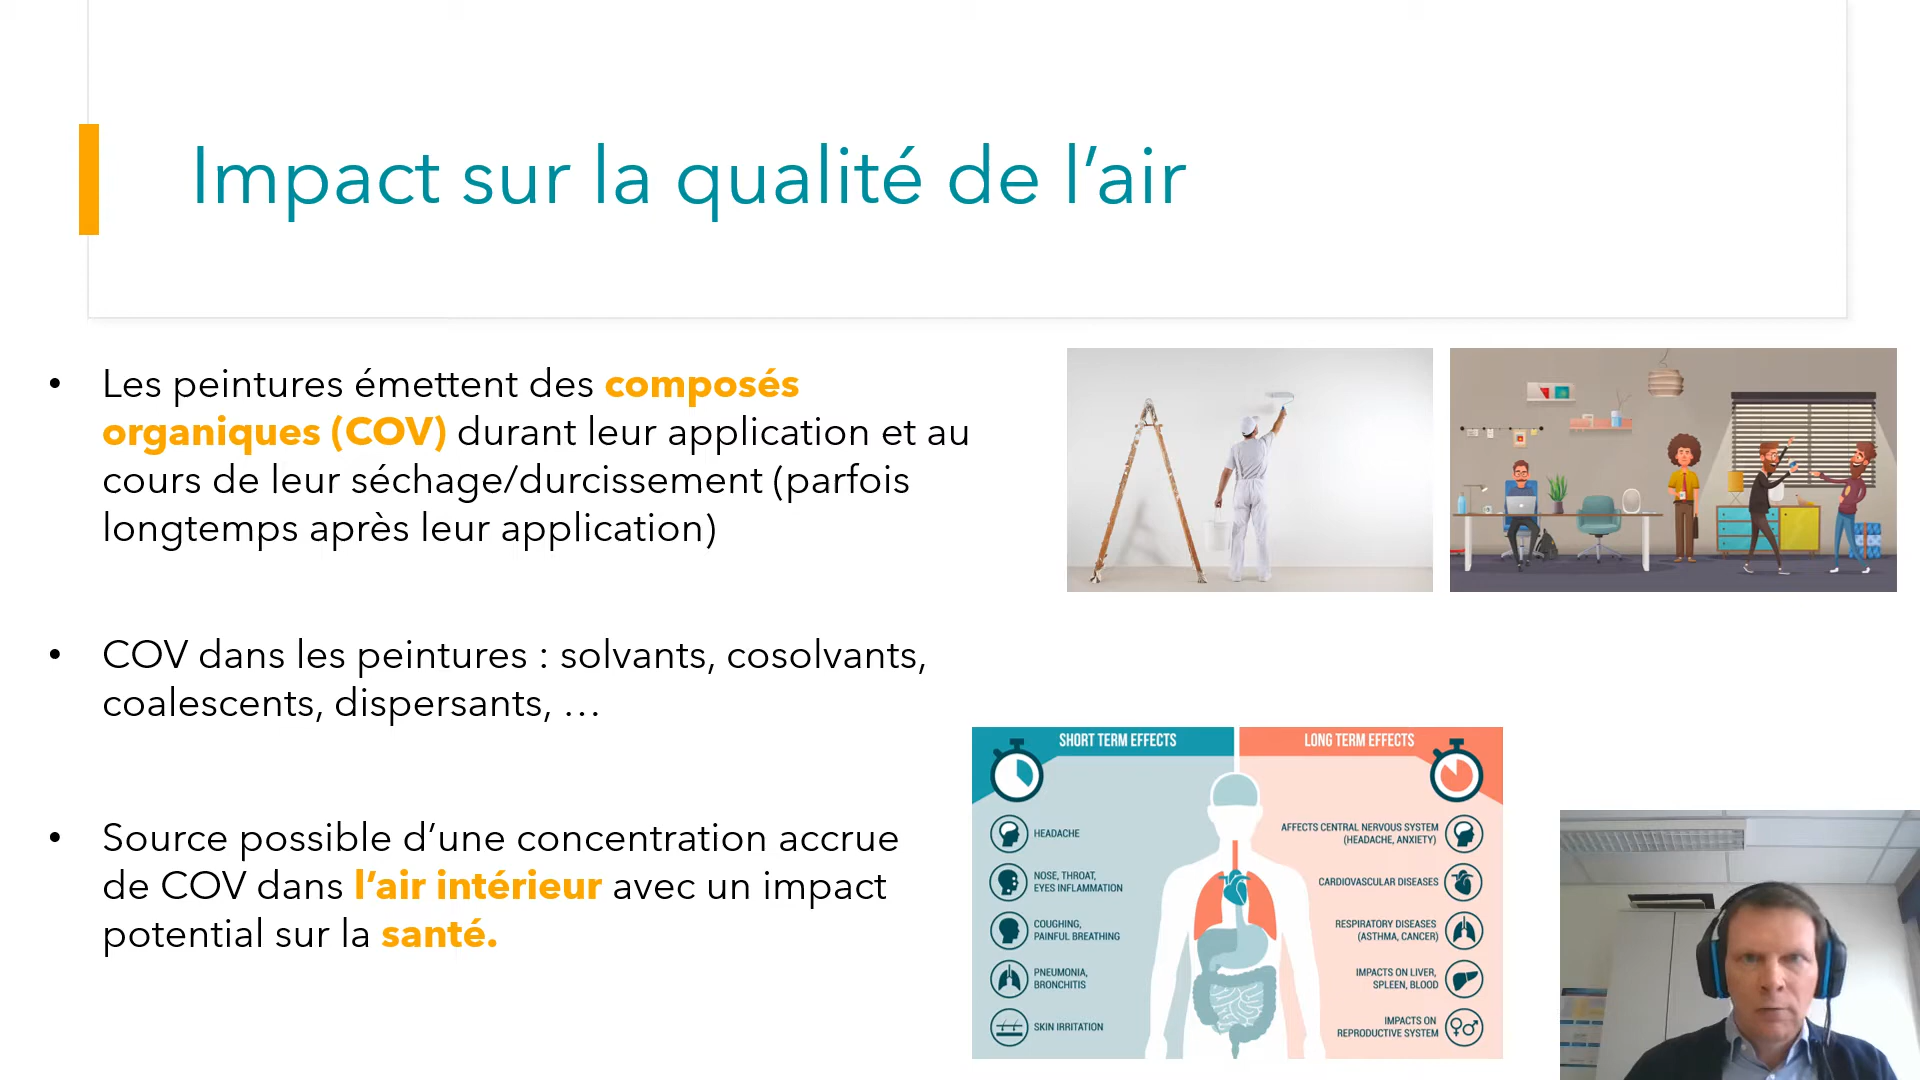 Impact sur la qualité de l’air
• Les peintures émettent des composés
organiques (COV) durant leur application et au
cours de leur séchage/durcissement (parfois
longtemps après leur application)
• COV dans les peintures : solvants, cosolvants,
coalescents, dispersants, …
• Source possible d’une concentration accrue
de COV dans l’air intérieur avec un impact
potentiel sur la santé.
SHORT TERM EFFECTS
HEADACHE
NOSE, THROAT,
EYES INFLAMMATION
COUGHING,
PAINFUL BREATHING
PNEUMONIA,
BRONCHITIS
SKIN IRRITATION
LONG TERM EFFECTS
AFFECTS CENTRAL NERVOUS SYSTEM
(HEADACHE, ANXIETY)
CARDIOVASCULAR DISEASES
RESPIRATORY DISEASES
(ASTHMA, CANCER)
IMPACTS ON LIVER,
SPLEEN, BLOOD
IMPACTS ON
REPRODUCTIVE SYSTEM